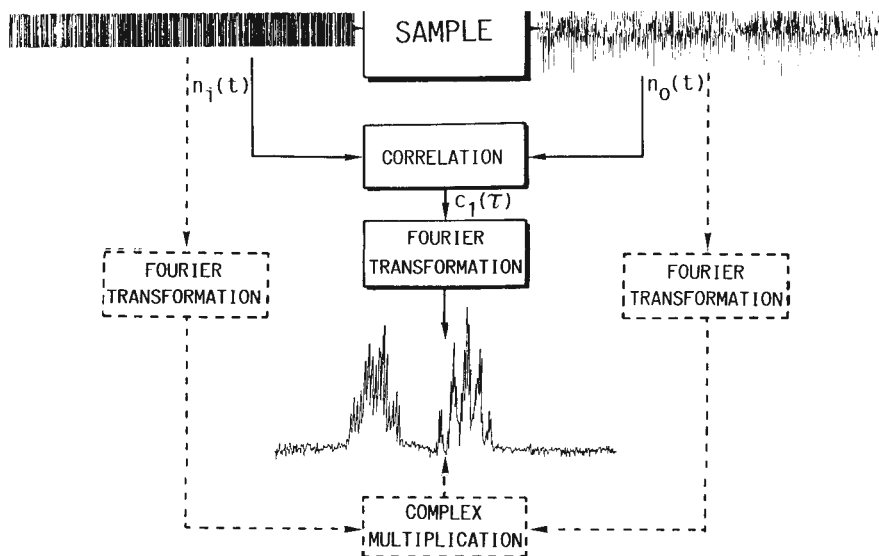 SAMPLE
n_i(t)
n_o(t)
CORRELATION
c_1(τ)
FOURIER
TRANSFORMATION
FOURIER
TRANSFORMATION
FOURIER
TRANSFORMATION
COMPLEX
MULTIPLICATION